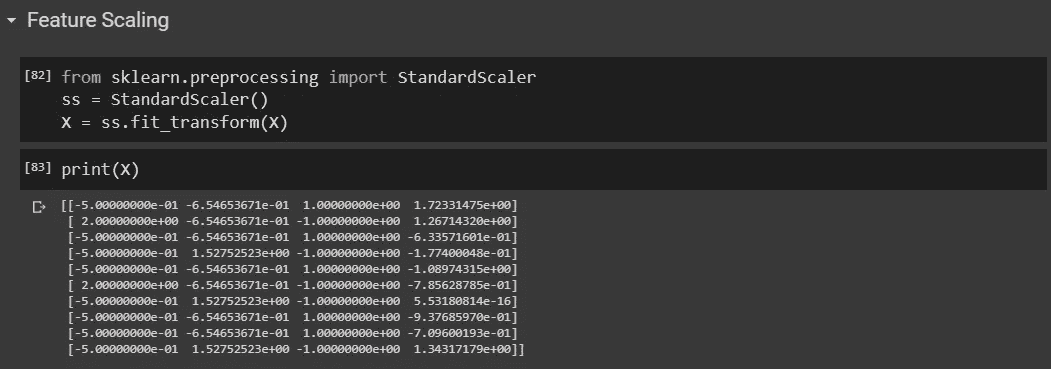 Feature Scaling
[82] from sklearn.preprocessing import StandardScaler
ss = StandardScaler()
X = ss.fit_transform(X)
[83] print(X)
[[-5.00000000e-01 -6.54653671e-01  1.00000000e+00  1.72331475e+00]
[ 2.00000000e+00 -6.54653671e-01 -1.00000000e+00  1.26714320e+00]
[-5.00000000e-01 -6.54653671e-01  1.00000000e+00 -6.33571601e-01]
[-5.00000000e-01  1.52752523e+00 -1.00000000e+00 -1.77400048e-01]
[-5.00000000e-01 -6.54653671e-01  1.00000000e+00 -1.08974315e+00]
[ 2.00000000e+00 -6.54653671e-01 -1.00000000e+00 -7.85628785e-01]
[-5.00000000e-01  1.52752523e+00 -1.00000000e+00  5.53180814e-16]
[-5.00000000e-01 -6.54653671e-01  1.00000000e+00 -9.37685970e-01]
[-5.00000000e-01 -6.54653671e-01  1.00000000e+00 -7.09600193e-01]
[-5.00000000e-01  1.52752523e+00 -1.00000000e+00  1.34317179e+00]]